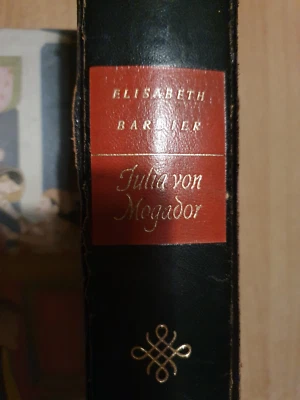 ELISABETH
BARBIER
Julia von
Mogador